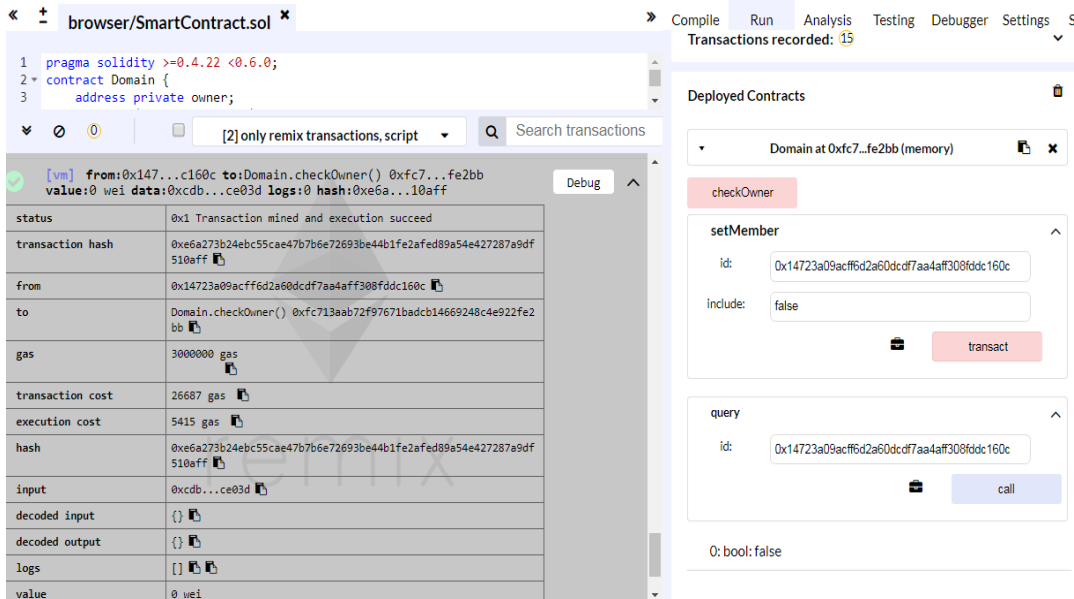 browser/SmartContract.sol
1 pragma solidity >=0.4.22 <0.6.0;
2 contract Domain {
3 address private owner;
0
[2] only remix transactions, script
Search transactions
[vm] from:0x147...c160c to:Domain.checkOwner() 0xfc7...fe2bb
value:0 wei data:0xcdb...ce03d logs:0 hash:0xe6a...10aff
Debug
status 0x1 Transaction mined and execution succeed
transaction hash 0xe6a273b24ebc55cae47b7b6e72693be44b1fe2afed89a54e427287a9df
510aff
from 0x14723a09acff6d2a60dcdf7aa4aff308fddc160c
to Domain.checkOwner() 0xfc713aab72f97671badcb14669248c4e922fe2
bb
gas 3000000 gas
transaction cost 26687 gas
execution cost 5415 gas
hash 0xe6a273b24ebc55cae47b7b6e72693be44b1fe2afed89a54e427287a9df
510aff
input 0xcdb...ce03d
decoded input {}
decoded output {}
logs []
value 0 wei
remix
Compile Run Analysis Testing Debugger Settings S
Transactions recorded: 15
Deployed Contracts
Domain at 0xfc7...fe2bb (memory)
checkOwner
setMember
id: 0x14723a09acff6d2a60dcdf7aa4aff308fddc160c
include: false
transact
query
id: 0x14723a09acff6d2a60dcdf7aa4aff308fddc160c
call
0: bool: false